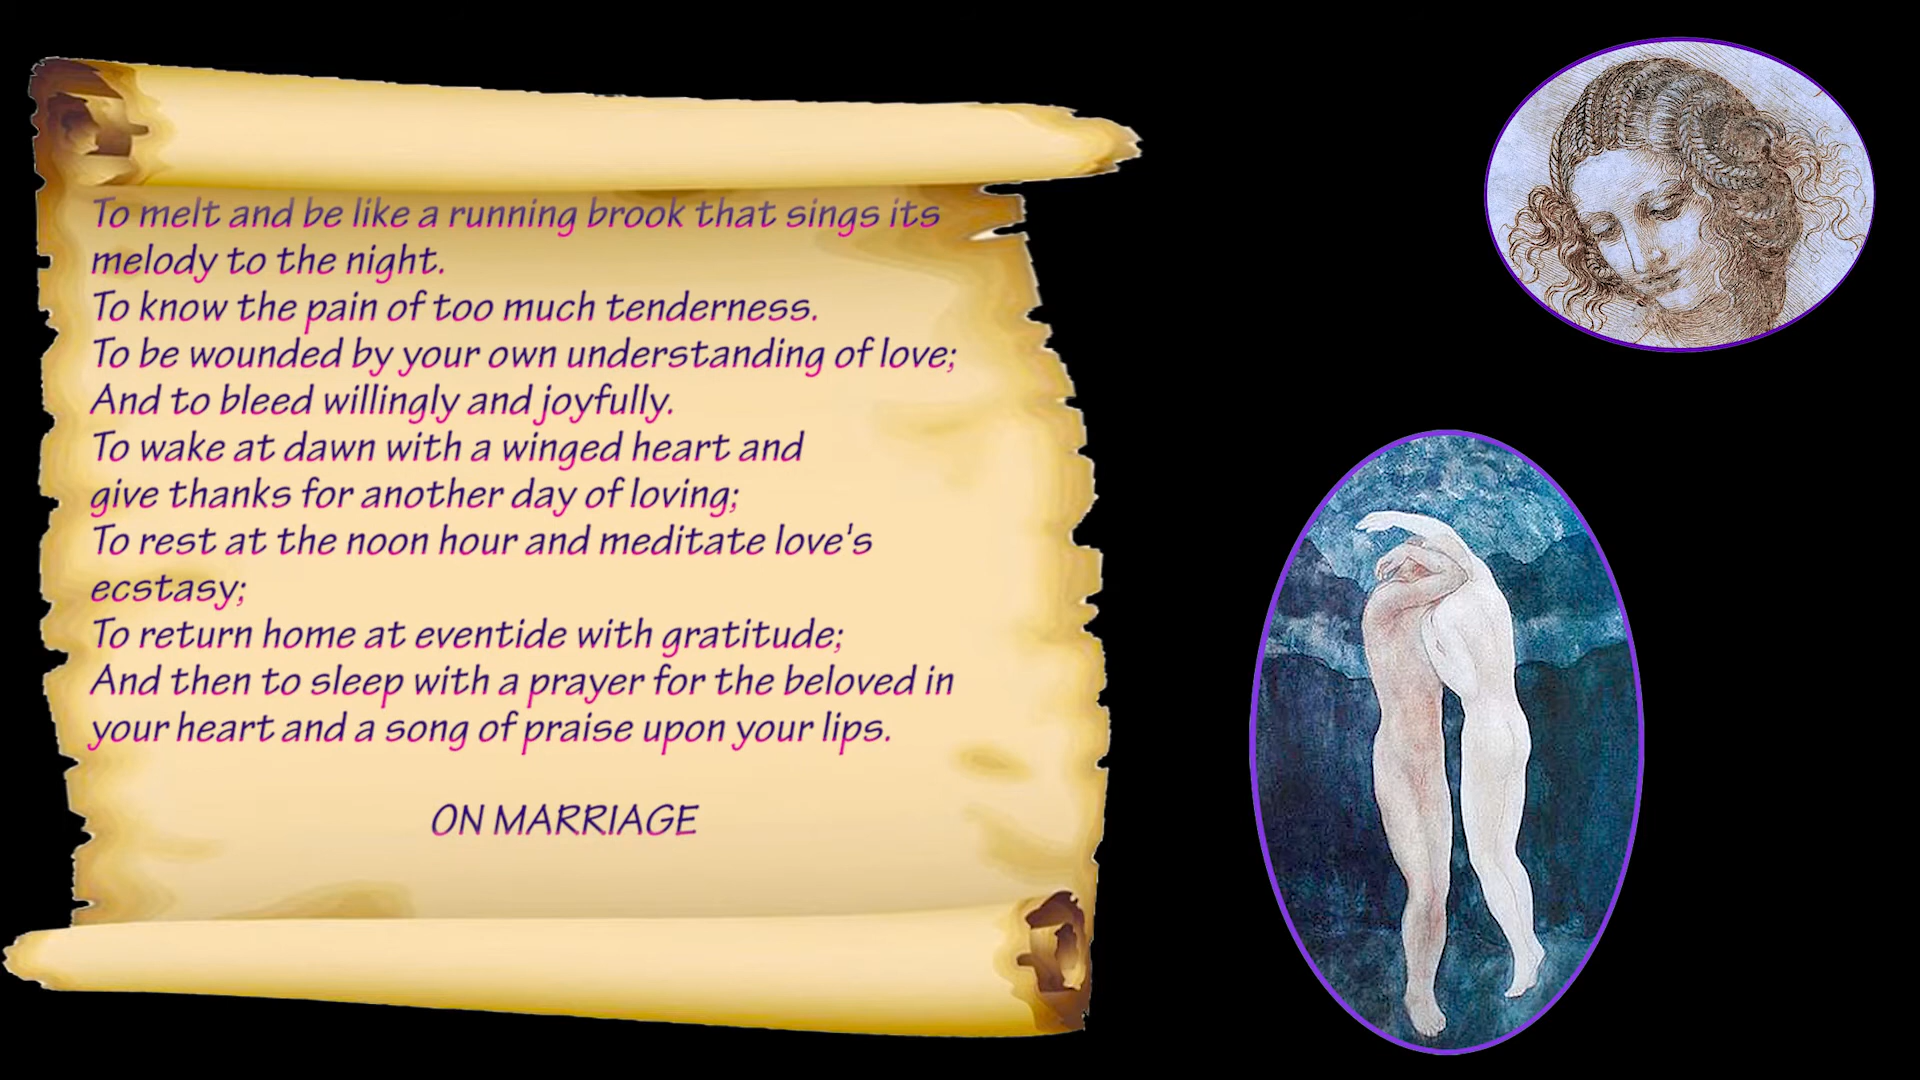 To melt and be like a running brook that sings its
melody to the night.
To know the pain of too much tenderness.
To be wounded by your own understanding of love;
And to bleed willingly and joyfully.
To wake at dawn with a winged heart and
give thanks for another day of loving;
To rest at the noon hour and meditate love's
ecstasy;
To return home at eventide with gratitude;
And then to sleep with a prayer for the beloved in
your heart and a song of praise upon your lips.
ON MARRIAGE